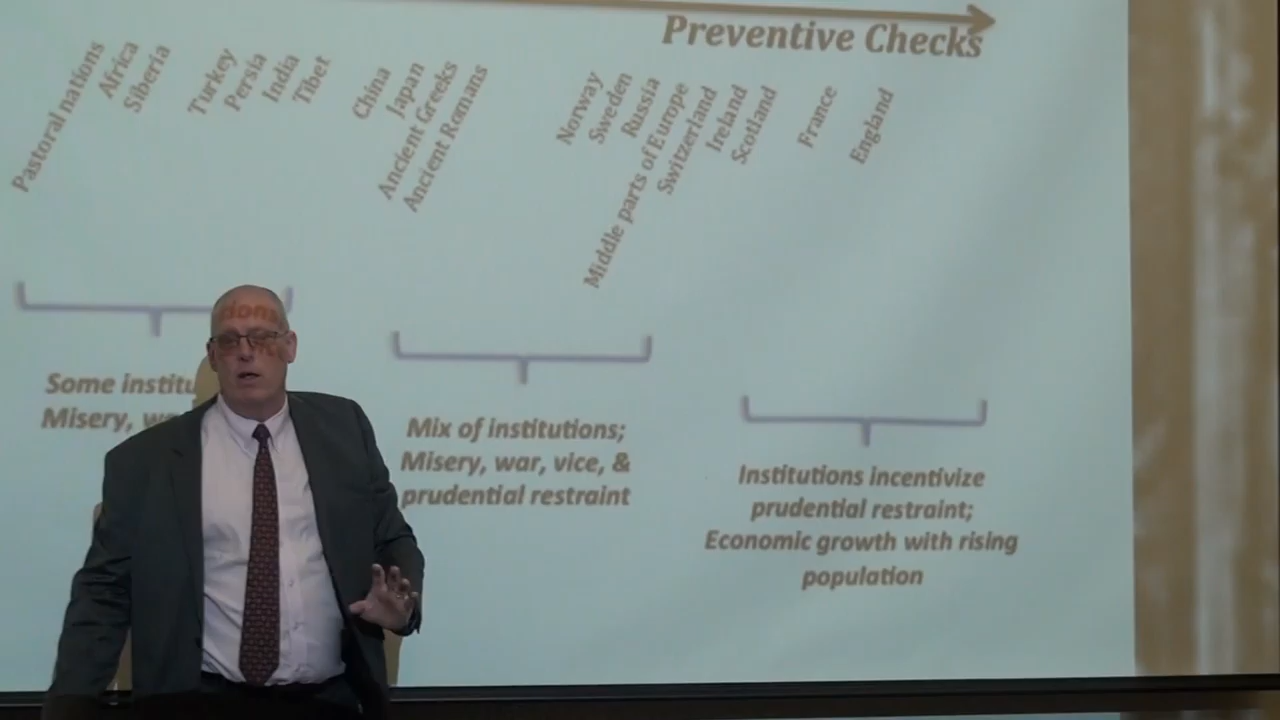 Preventive Checks
Pastoral nations
Africa
Siberia
Turkey
Persia
India
Tibet
China
Japan
Ancient Greeks
Ancient Romans
Norway
Sweden
Russia
Middle parts of Europe
Switzerland
Ireland
Scotland
France
England
Some
Misery,
Mix of institutions;
Misery, war, vice, &
prudential restraint
Institutions incentivize
prudential restraint;
Economic growth with rising
population